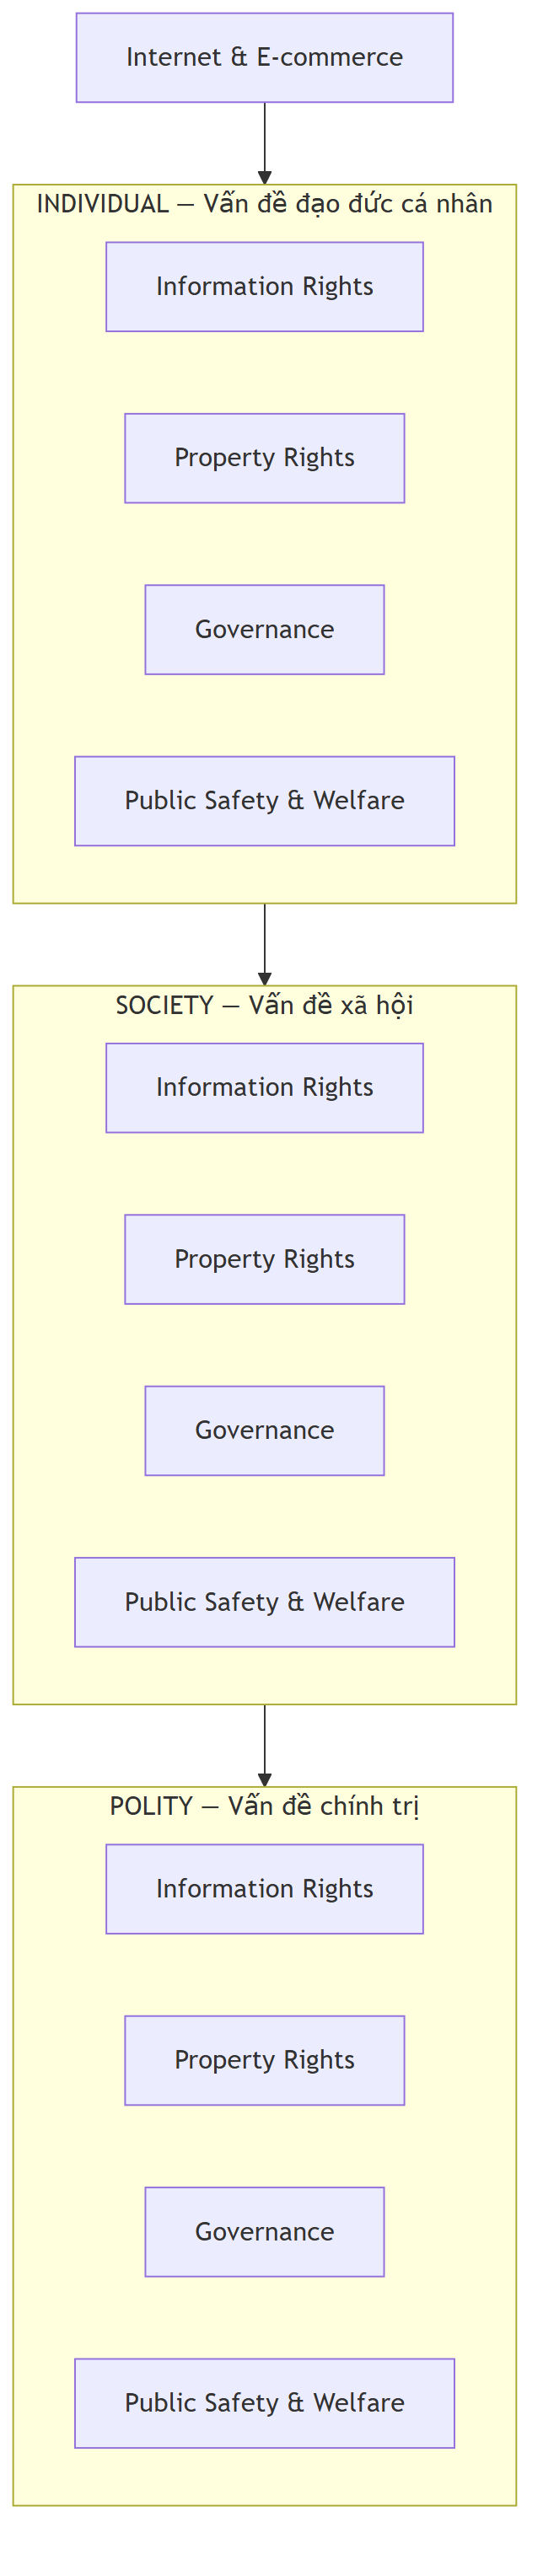 Internet & E-commerce
INDIVIDUAL — Vấn đề đạo đức cá nhân
Information Rights
Property Rights
Governance
Public Safety & Welfare
SOCIETY — Vấn đề xã hội
Information Rights
Property Rights
Governance
Public Safety & Welfare
POLITY — Vấn đề chính trị
Information Rights
Property Rights
Governance
Public Safety & Welfare